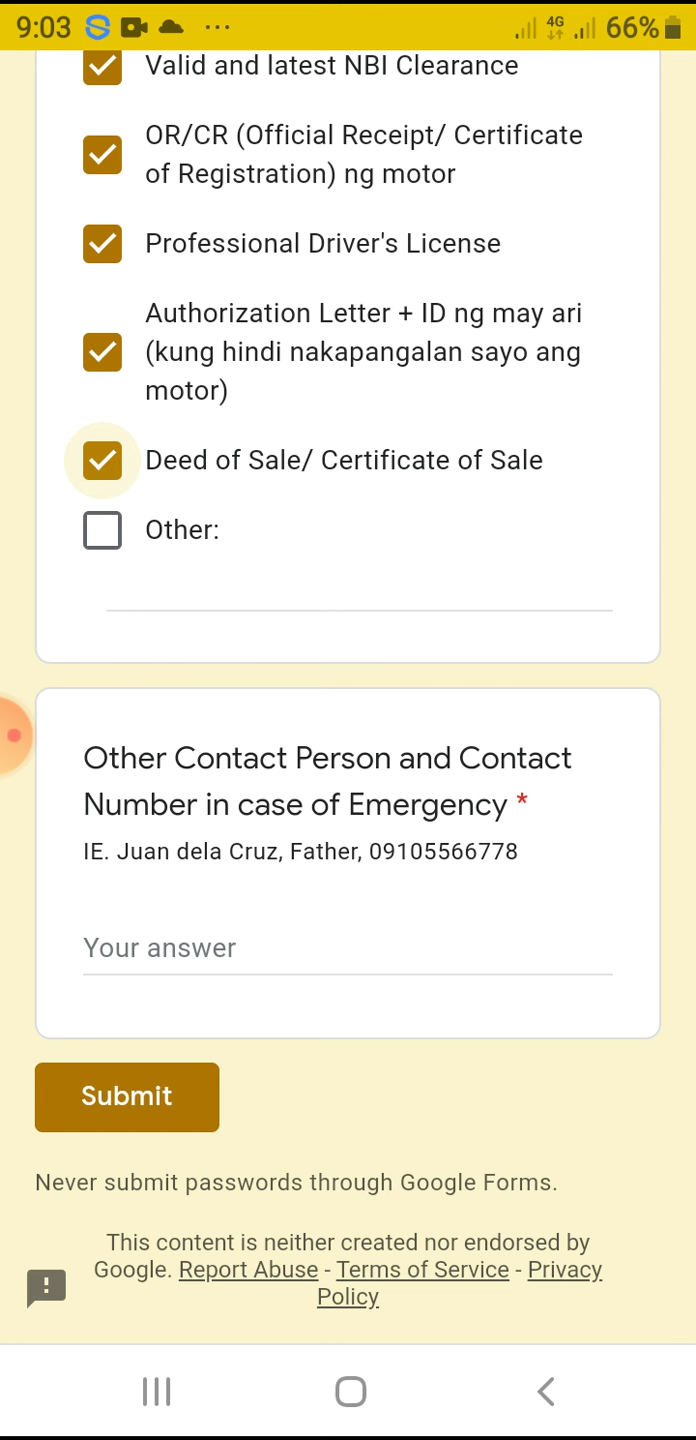 9:03
4G
66%
Valid and latest NBI Clearance
OR/CR (Official Receipt/ Certificate
of Registration) ng motor
Professional Driver's License
Authorization Letter + ID ng may ari
(kung hindi nakapangalan sayo ang
motor)
Deed of Sale/ Certificate of Sale
Other:
Other Contact Person and Contact
Number in case of Emergency *
IE. Juan dela Cruz, Father, 09105566778
Your answer
Submit
Never submit passwords through Google Forms.
This content is neither created nor endorsed by
Google. Report Abuse - Terms of Service - Privacy
Policy